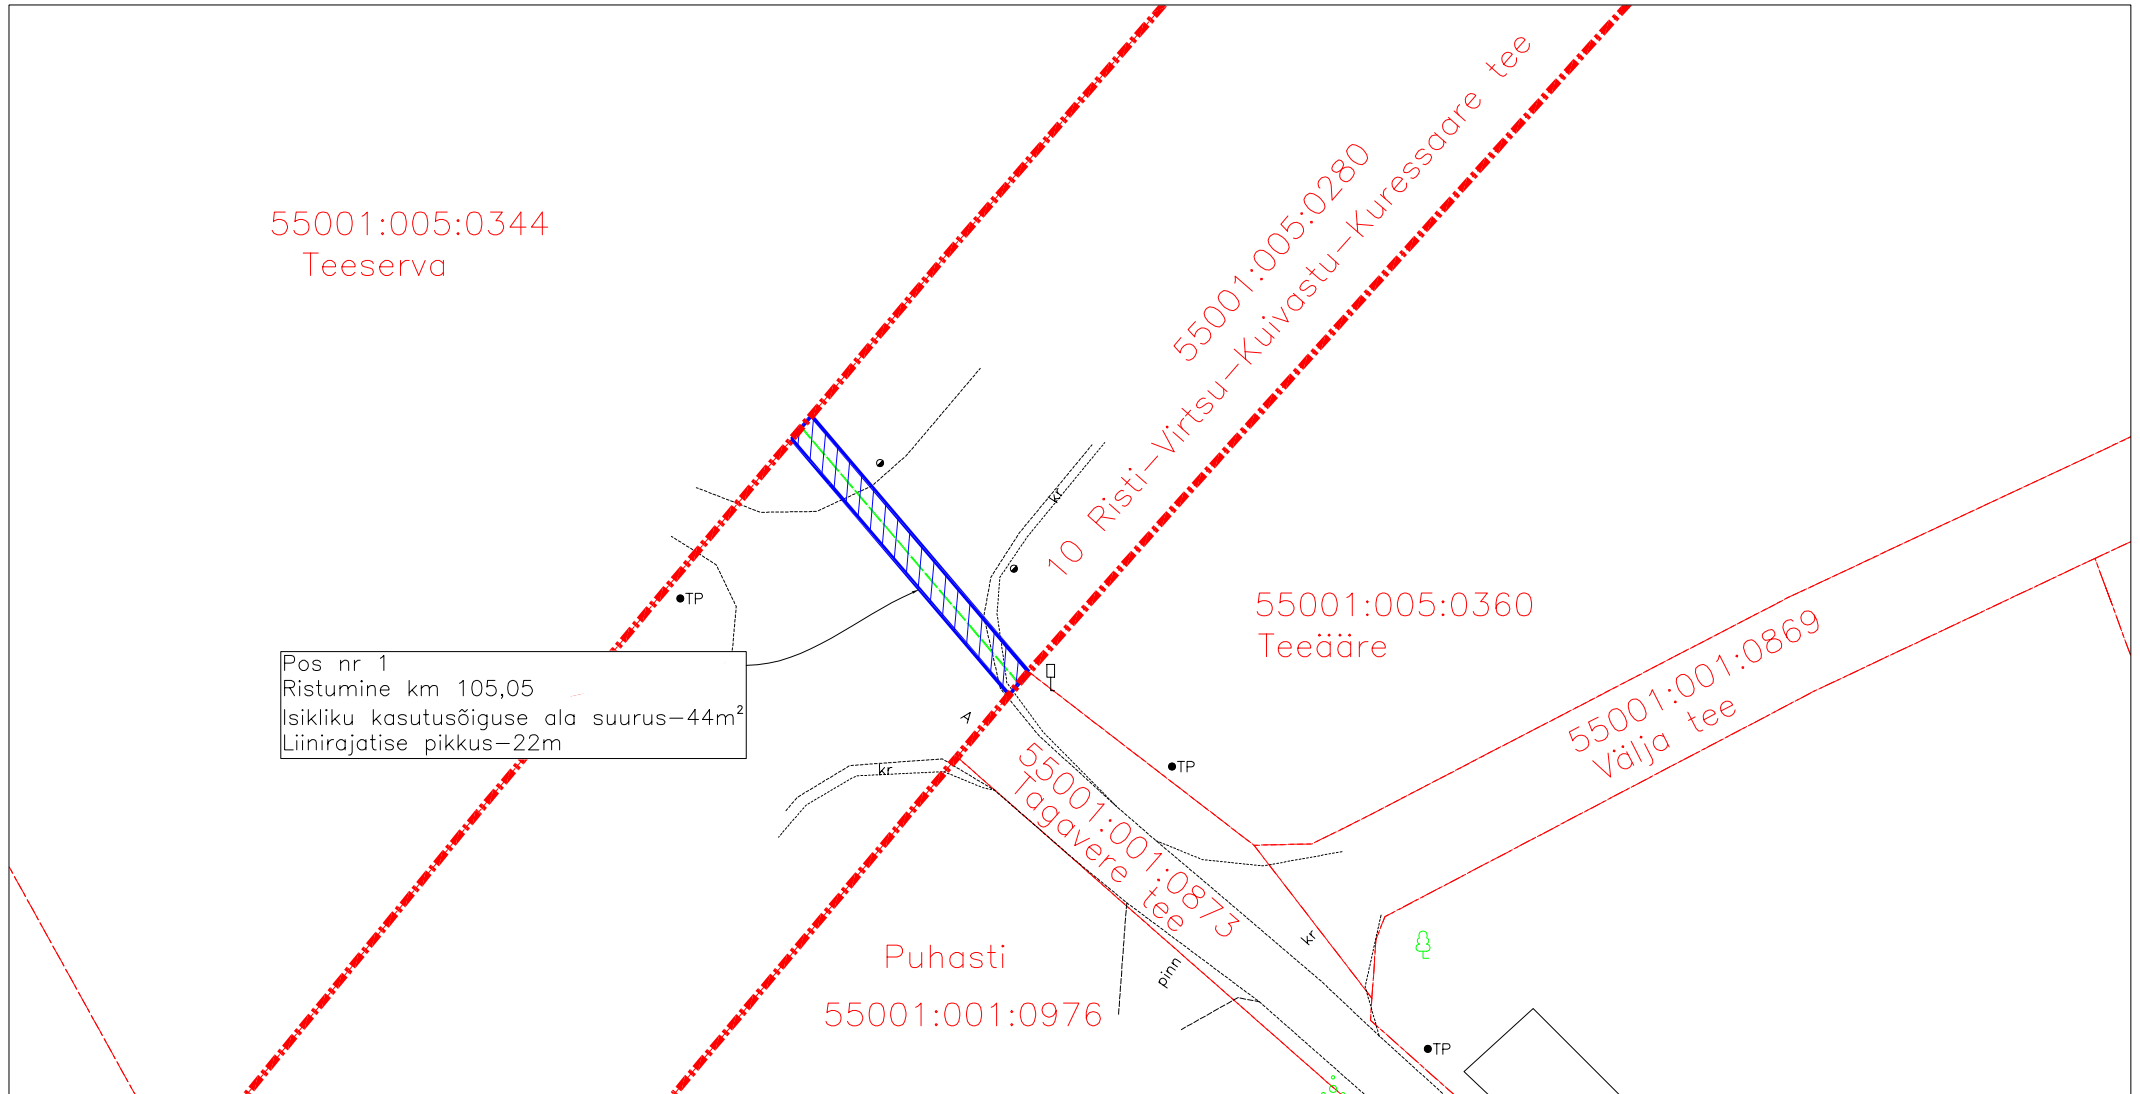 55001:005:0344
Teeserva
55001:005:0280
10 Risti-Virtsu-Kuivastu-Kuressaare tee
kr
TP
55001:005:0360
Teeääre
55001:001:0869
Välja tee
Pos nr 1
Ristumine km 105,05
Isikliku kasutusõiguse ala suurus-44m²
Liinirajatise pikkus-22m
A
kr
TP
55001:001:0873
Tagavere tee
kr
Puhasti
55001:001:0976
pinn
TP